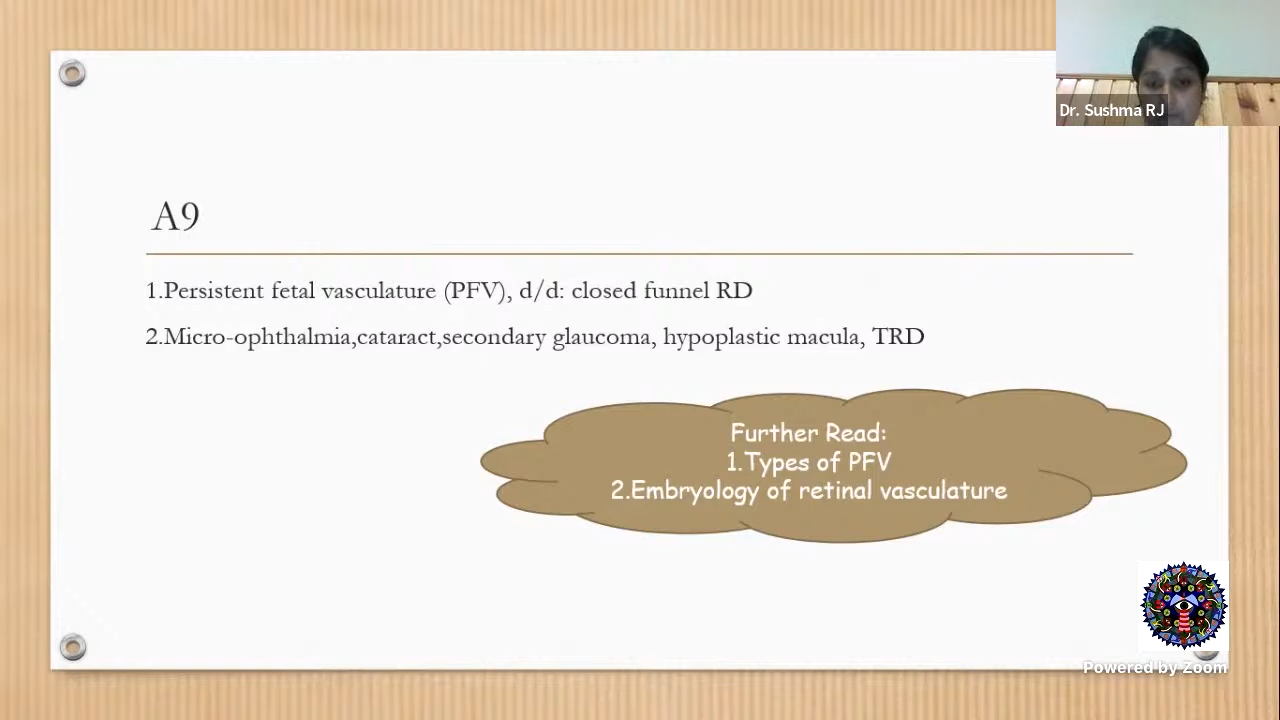 Dr. Sushma RJ
A9
1.Persistent fetal vasculature (PFV), d/d: closed funnel RD
2.Micro-ophthalmia,cataract,secondary glaucoma, hypoplastic macula, TRD
Further Read:
1.Types of PFV
2.Embryology of retinal vasculature
Powered by Zoom